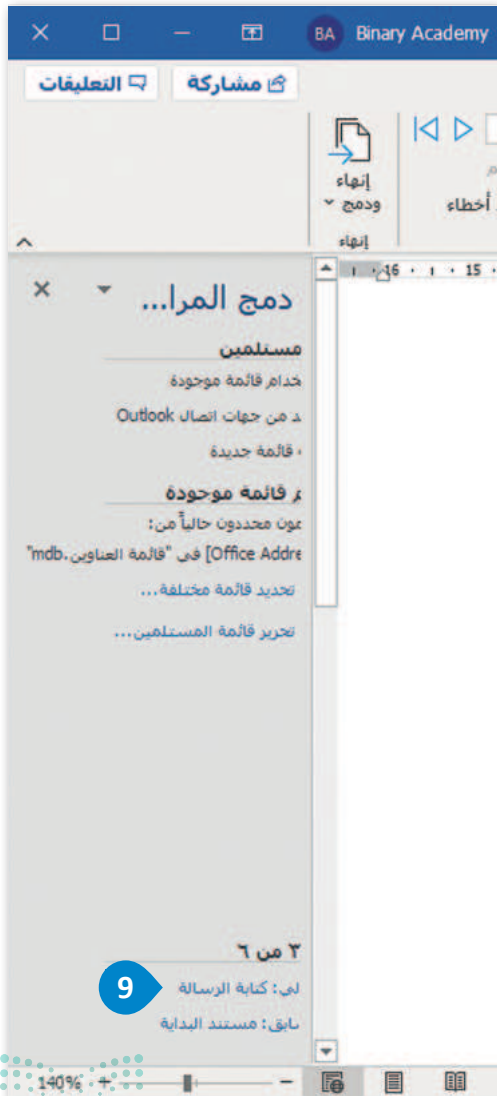 BA Binary Academy
مشاركة التعليقات
إنهاء
ودمج
أخطاء
إنهاء
16 15
دمج المرا...
مستلمين
خدام قائمة موجودة
د من جهات اتصال Outlook
قائمة جديدة
م قائمة موجودة
مون محددون حالياً من:
Office Addre] في "قائمة العناوين.mdb"
تحديد قائمة مختلفة...
تحرير قائمة المستلمين...
٣ من ٦
لي: كتابة الرسالة
9
سابق: مستند البداية
140%